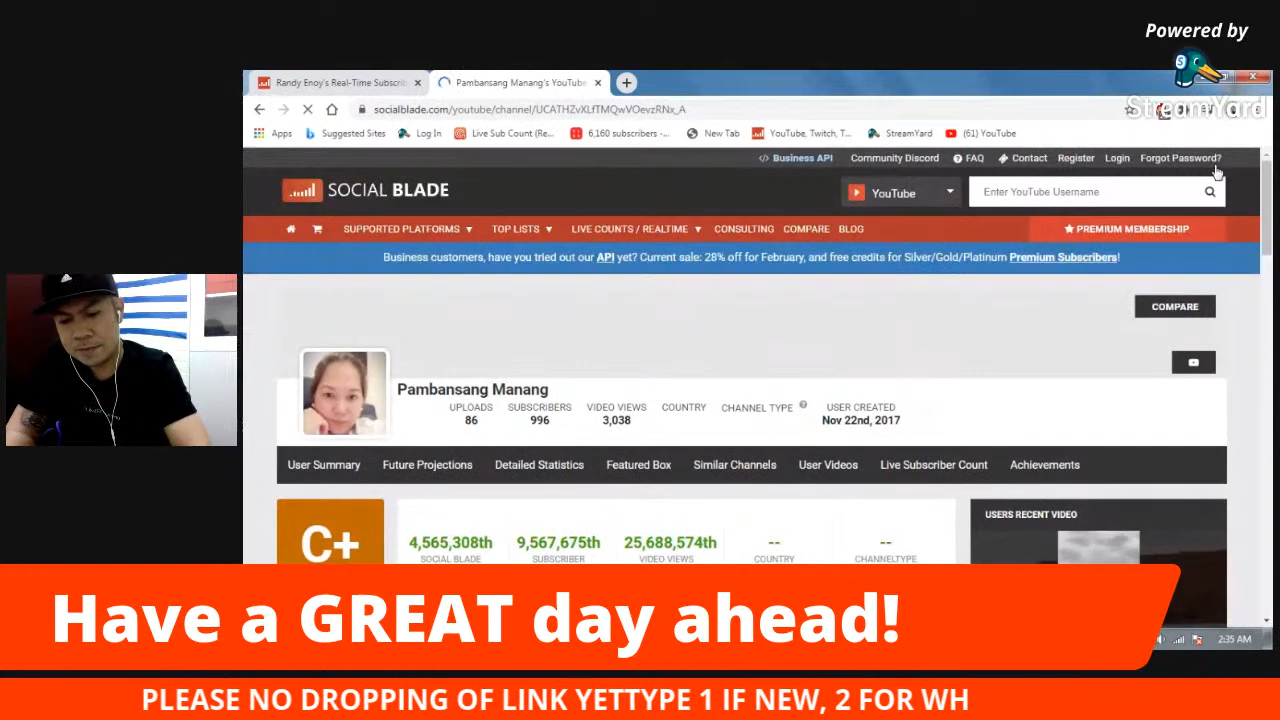 Powered by
StreamYard
Randy Enoy's Real-Time Subscrib
Pambansang Manang's YouTube
socialblade.com/youtube/channel/UCATHZvXLfTMQwVOevzRNx_A
Apps
Suggested Sites
Log In
Live Sub Count (Re...
6,160 subscribers -...
New Tab
YouTube, Twitch, T...
StreamYard
(61) YouTube
</> Business API
Community Discord
FAQ
Contact
Register
Login
Forgot Password?
SOCIAL BLADE
YouTube
Enter YouTube Username
SUPPORTED PLATFORMS
TOP LISTS
LIVE COUNTS / REALTIME
CONSULTING
COMPARE
BLOG
PREMIUM MEMBERSHIP
Business customers, have you tried out our API yet? Current sale: 28% off for February, and free credits for Silver/Gold/Platinum Premium Subscribers!
COMPARE
Pambansang Manang
UPLOADS
86
SUBSCRIBERS
996
VIDEO VIEWS
3,038
COUNTRY
CHANNEL TYPE
USER CREATED
Nov 22nd, 2017
User Summary
Future Projections
Detailed Statistics
Featured Box
Similar Channels
User Videos
Live Subscriber Count
Achievements
C+
4,565,308th
SOCIAL BLADE
9,567,675th
SUBSCRIBER
25,688,574th
VIDEO VIEWS
--
COUNTRY
--
CHANNELTYPE
USERS RECENT VIDEO
Have a GREAT day ahead!
2:35 AM
PLEASE NO DROPPING OF LINK YETTYPE 1 IF NEW, 2 FOR WH